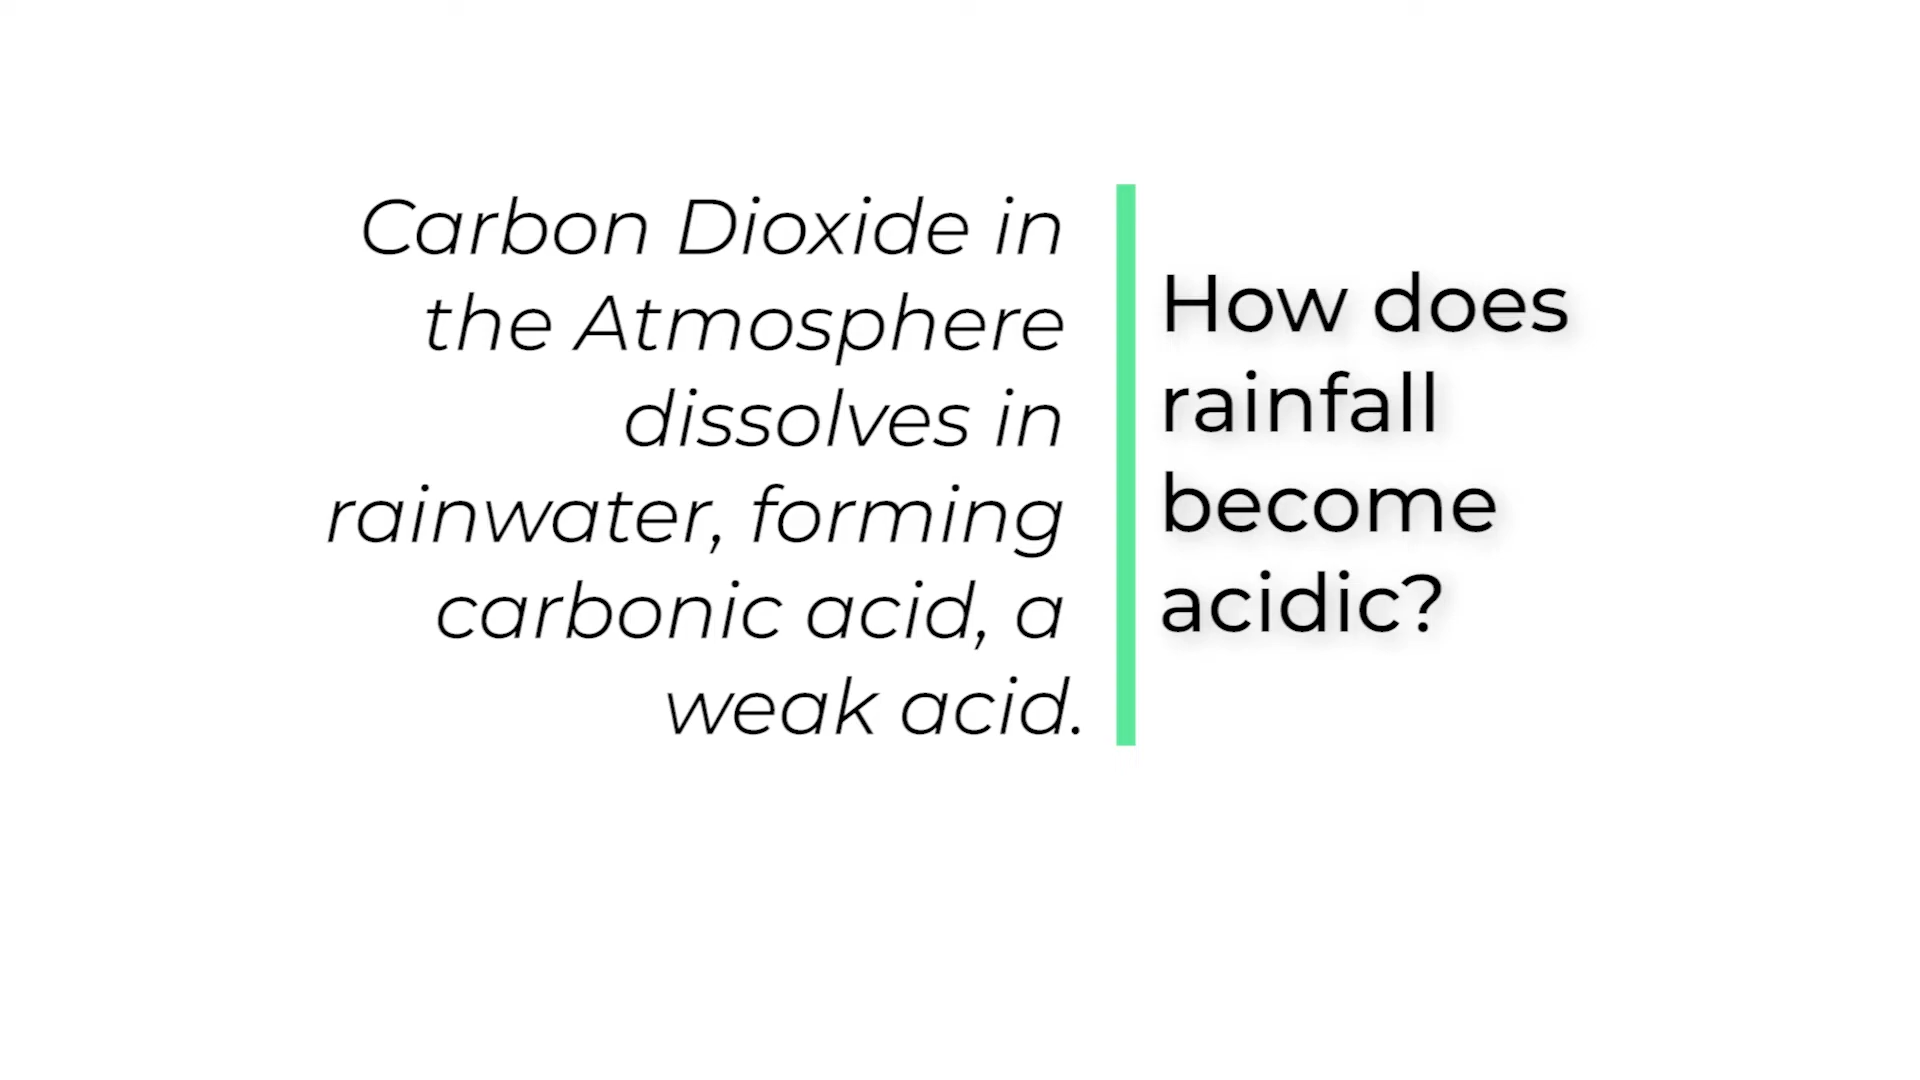 Carbon Dioxide in
the Atmosphere
dissolves in
rainwater, forming
carbonic acid, a
weak acid.
How does
rainfall
become
acidic?